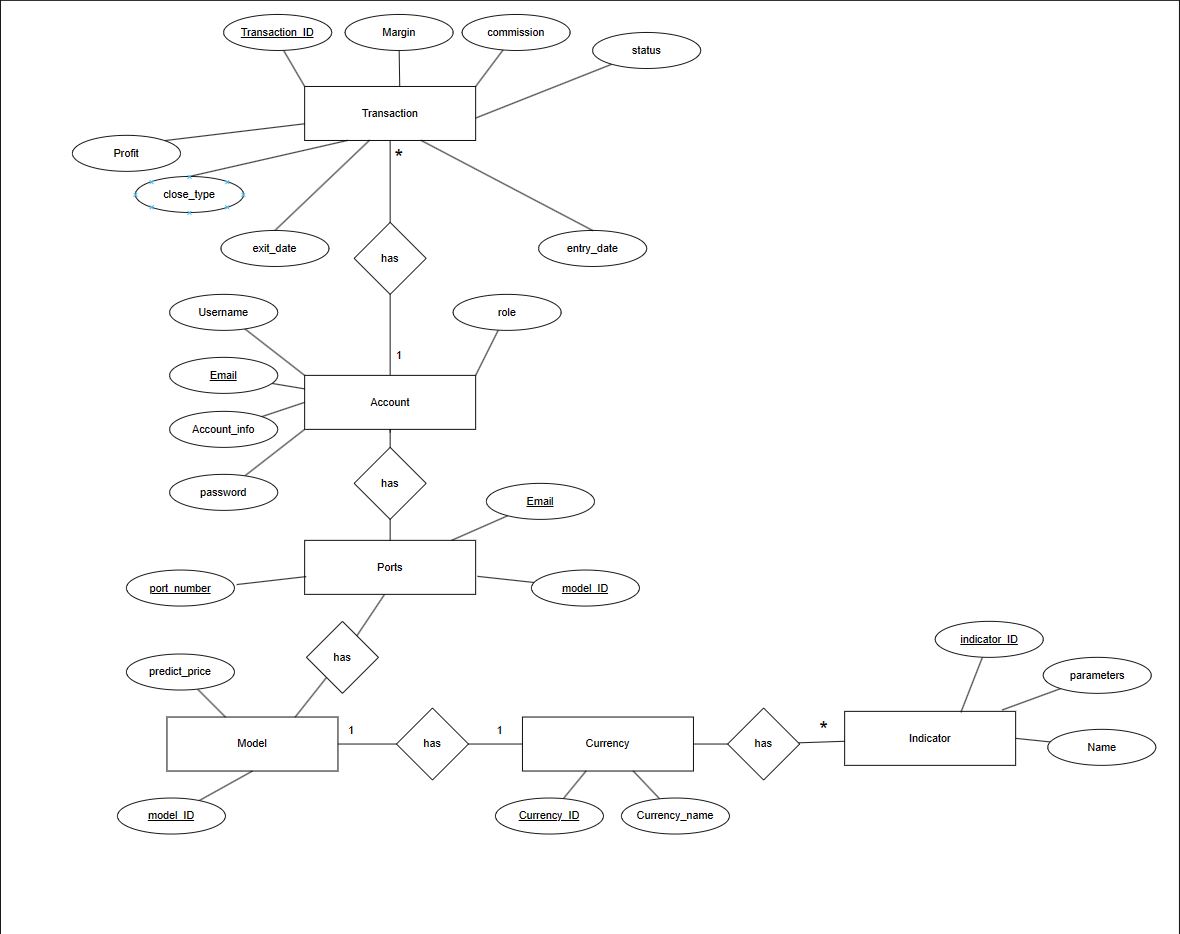 Transaction_ID
Margin
commission
status
Transaction
Profit
*
close_type
exit_date
has
entry_date
Username
role
1
Email
Account
Account_info
has
password
Email
Ports
port_number
model_ID
indicator_ID
has
predict_price
parameters
1
1
*
Model
has
Currency
has
Indicator
Name
model_ID
Currency_ID
Currency_name